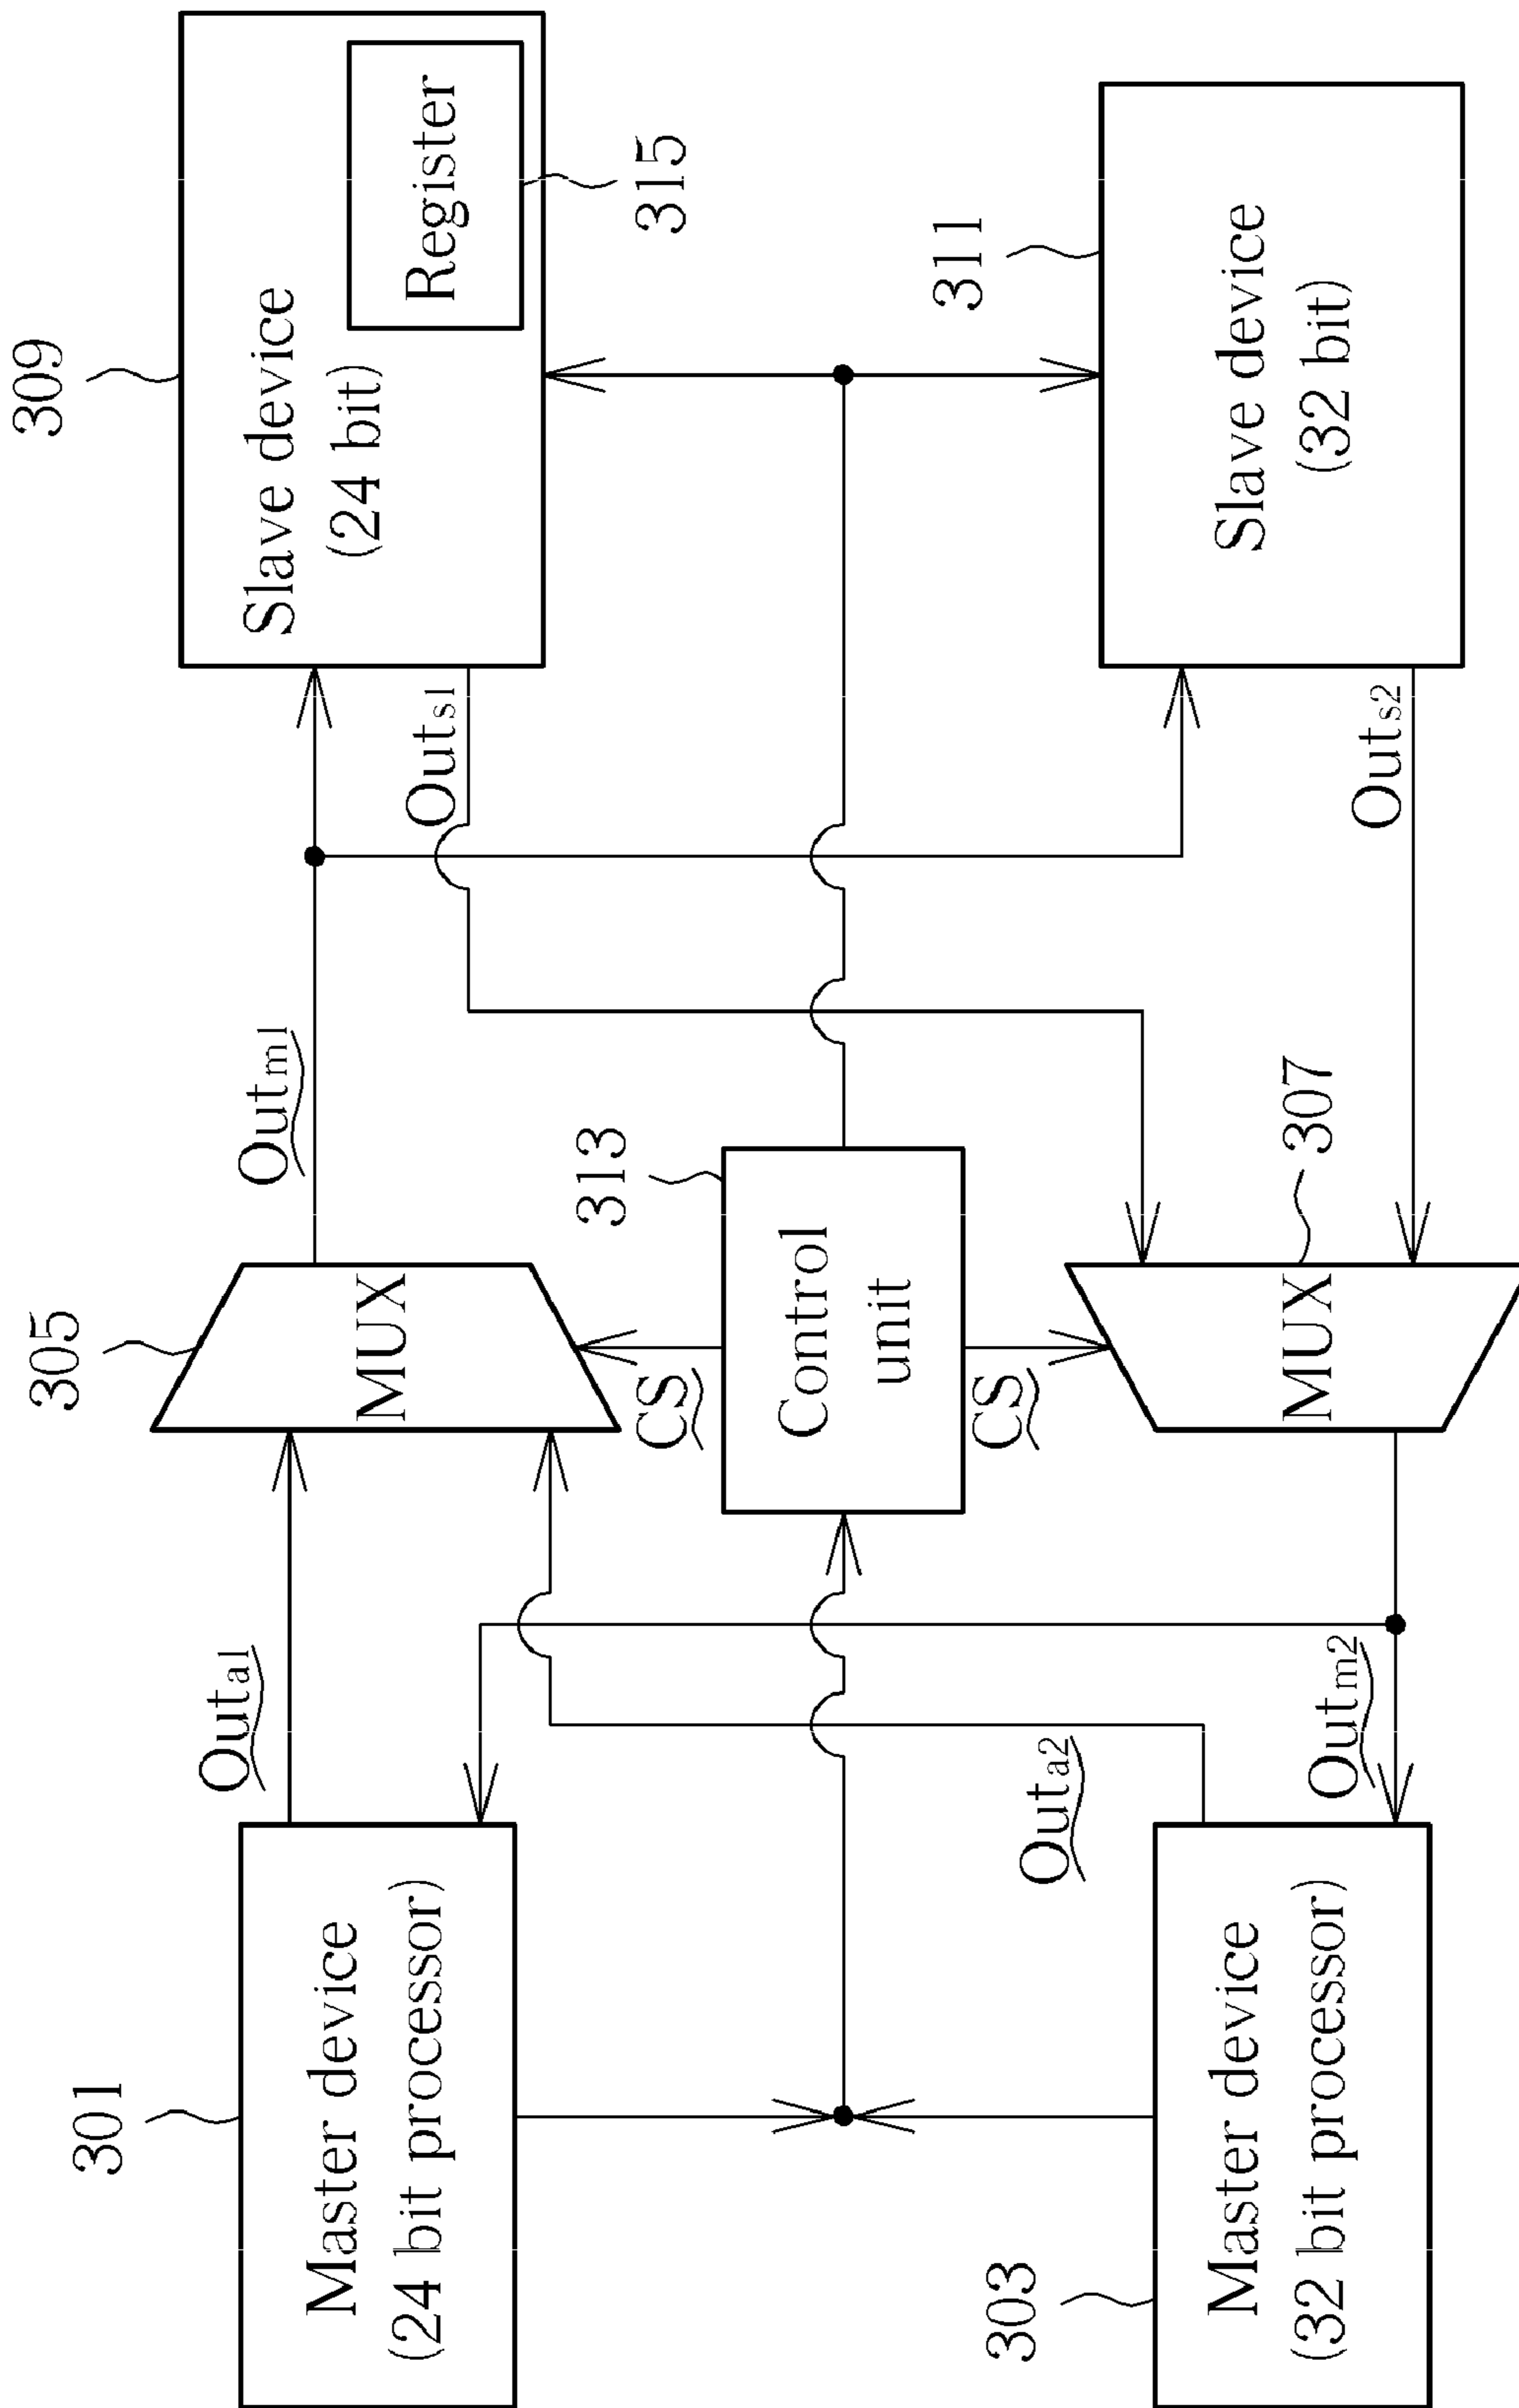 301
Master device
(24 bit processor)
Outa1
305
MUX
Outm1
309
Slave device
(24 bit)
Register
315
Outs1
CS
313
Control
unit
CS
303
Master device
(32 bit processor)
Outa2
Outm2
MUX
307
Outs2
311
Slave device
(32 bit)